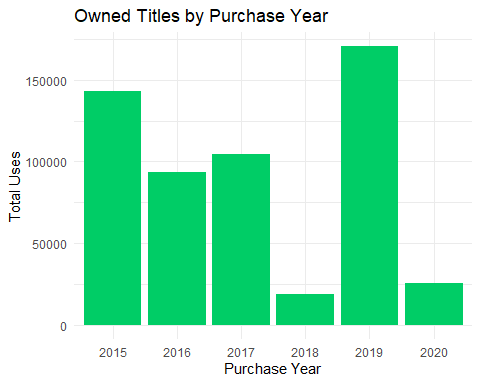 Owned Titles by Purchase Year
Total Uses
150000
100000
50000
0
2015 2016 2017 2018 2019 2020
Purchase Year